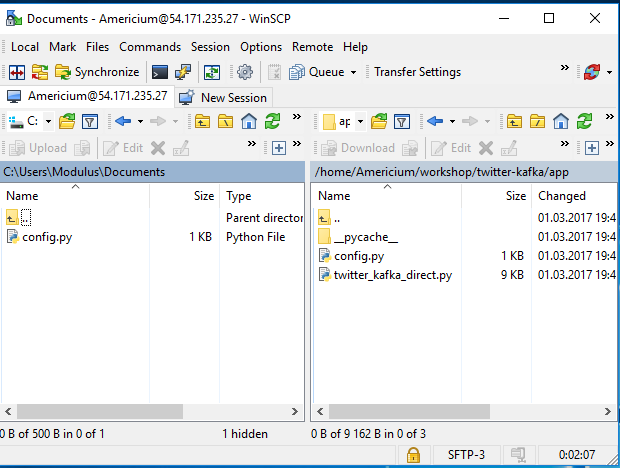 Documents - Americium@54.171.235.27 - WinSCP
Local Mark Files Commands Session Options Remote Help
Synchronize Queue Transfer Settings
Americium@54.171.235.27 New Session
C: ap
Upload Edit Download Edit
C:\Users\Modulus\Documents /home/Americium/workshop/twitter-kafka/app
Name Size Type Name Size Changed
.. Parent director .. 01.03.2017 19:4
config.py 1 KB Python File __pycache__ 01.03.2017 19:4
config.py 1 KB 01.03.2017 19:4
twitter_kafka_direct.py 9 KB 01.03.2017 19:4
0 B of 500 B in 0 of 1 1 hidden 0 B of 9 162 B in 0 of 3
SFTP-3 0:02:07